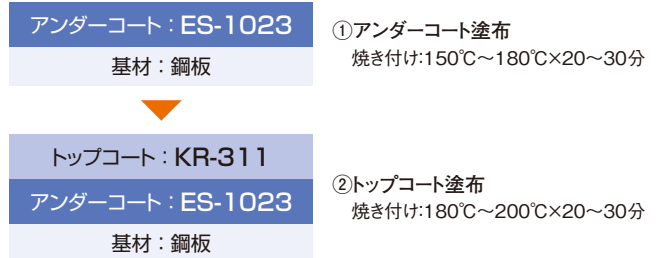 アンダーコート：ES-1023
基材：鋼板
①アンダーコート塗布
焼き付け：150℃～180℃×20～30分
トップコート：KR-311
アンダーコート：ES-1023
基材：鋼板
②トップコート塗布
焼き付け：180℃～200℃×20～30分